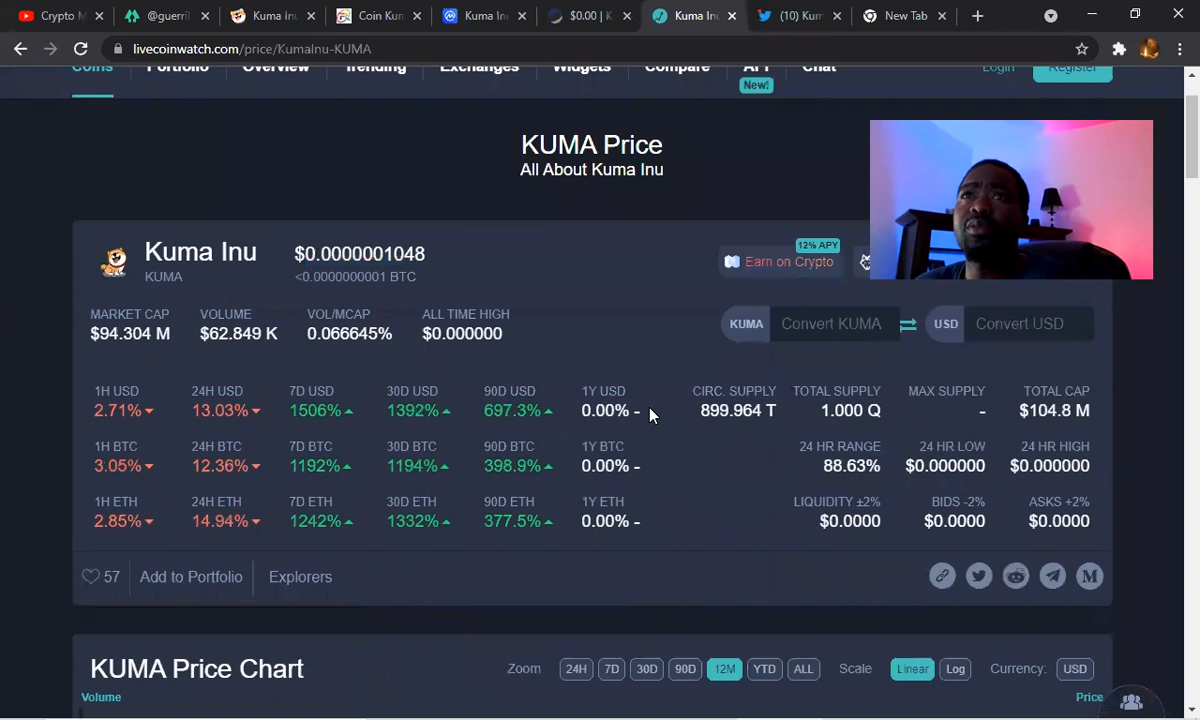 Crypto M
@guerril
Kuma Inu
Coin Kum
Kuma In
$0.00 | K
Kuma Inu
(10) Kum
New Tab
livecoinwatch.com/price/KumaInu-KUMA
Coins Portfolio Overview Trending Exchanges Widgets Compare API Chat Login Register
New!
KUMA Price
All About Kuma Inu
Kuma Inu $0.0000001048
KUMA <0.0000000001 BTC
12% APY
Earn on Crypto
MARKET CAP VOLUME VOL/MCAP ALL TIME HIGH
$94.304 M $62.849 K 0.066645% $0.000000
KUMA Convert KUMA USD Convert USD
1H USD 24H USD 7D USD 30D USD 90D USD 1Y USD CIRC. SUPPLY TOTAL SUPPLY MAX SUPPLY TOTAL CAP
2.71% 13.03% 1506% 1392% 697.3% 0.00% - 899.964 T 1.000 Q - $104.8 M
1H BTC 24H BTC 7D BTC 30D BTC 90D BTC 1Y BTC 24 HR RANGE 24 HR LOW 24 HR HIGH
3.05% 12.36% 1192% 1194% 398.9% 0.00% - 88.63% $0.000000 $0.000000
1H ETH 24H ETH 7D ETH 30D ETH 90D ETH 1Y ETH LIQUIDITY ±2% BIDS -2% ASKS +2%
2.85% 14.94% 1242% 1332% 377.5% 0.00% - $0.0000 $0.0000 $0.0000
57 Add to Portfolio Explorers
KUMA Price Chart Zoom 24H 7D 30D 90D 12M YTD ALL Scale Linear Log Currency: USD
Volume Price